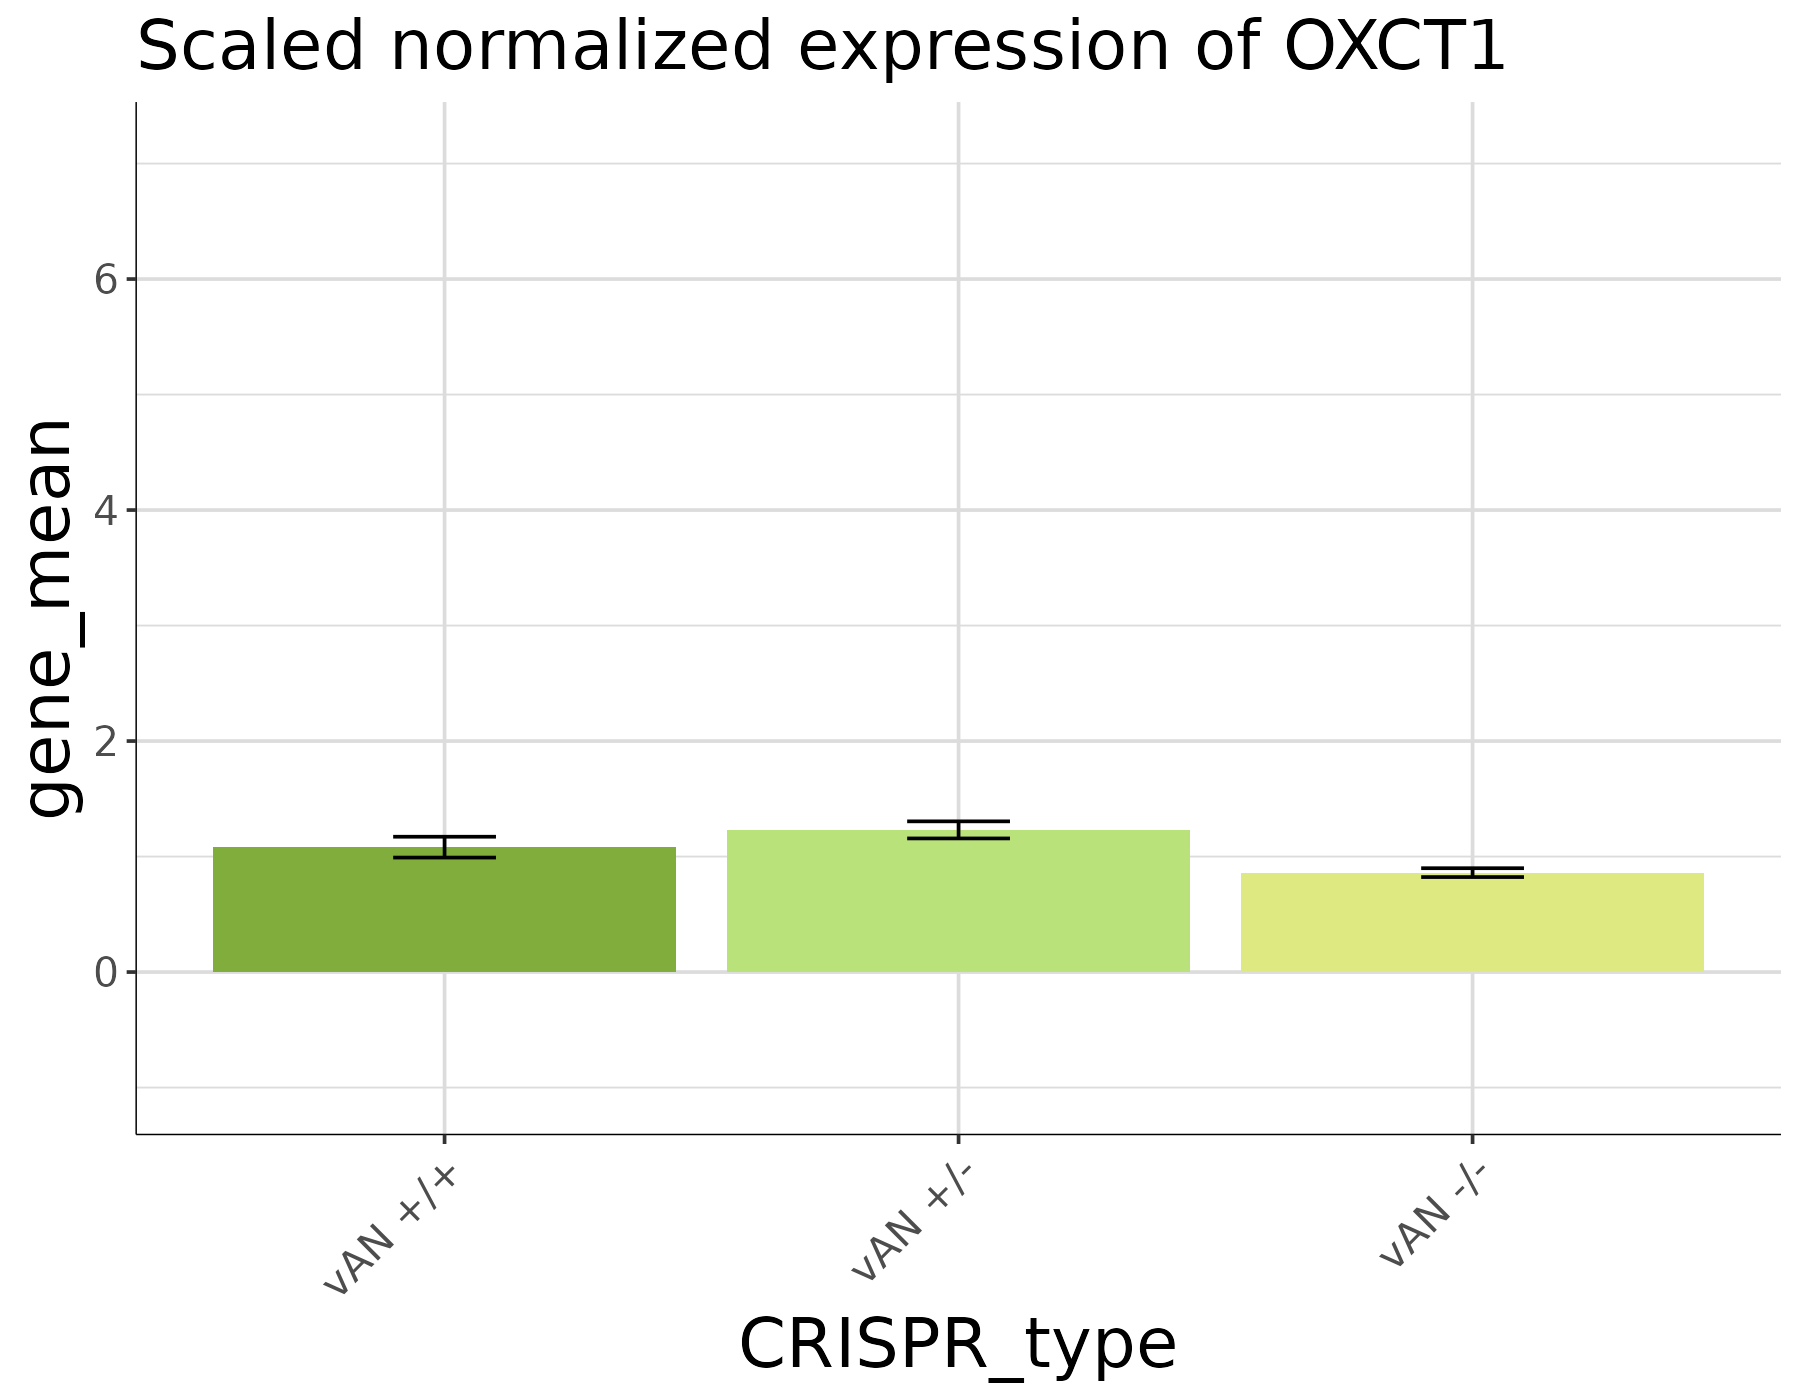 Scaled normalized expression of OXCT1
gene_mean
6
4
2
0
vAN +/+
vAN +/-
vAN -/-
CRISPR_type